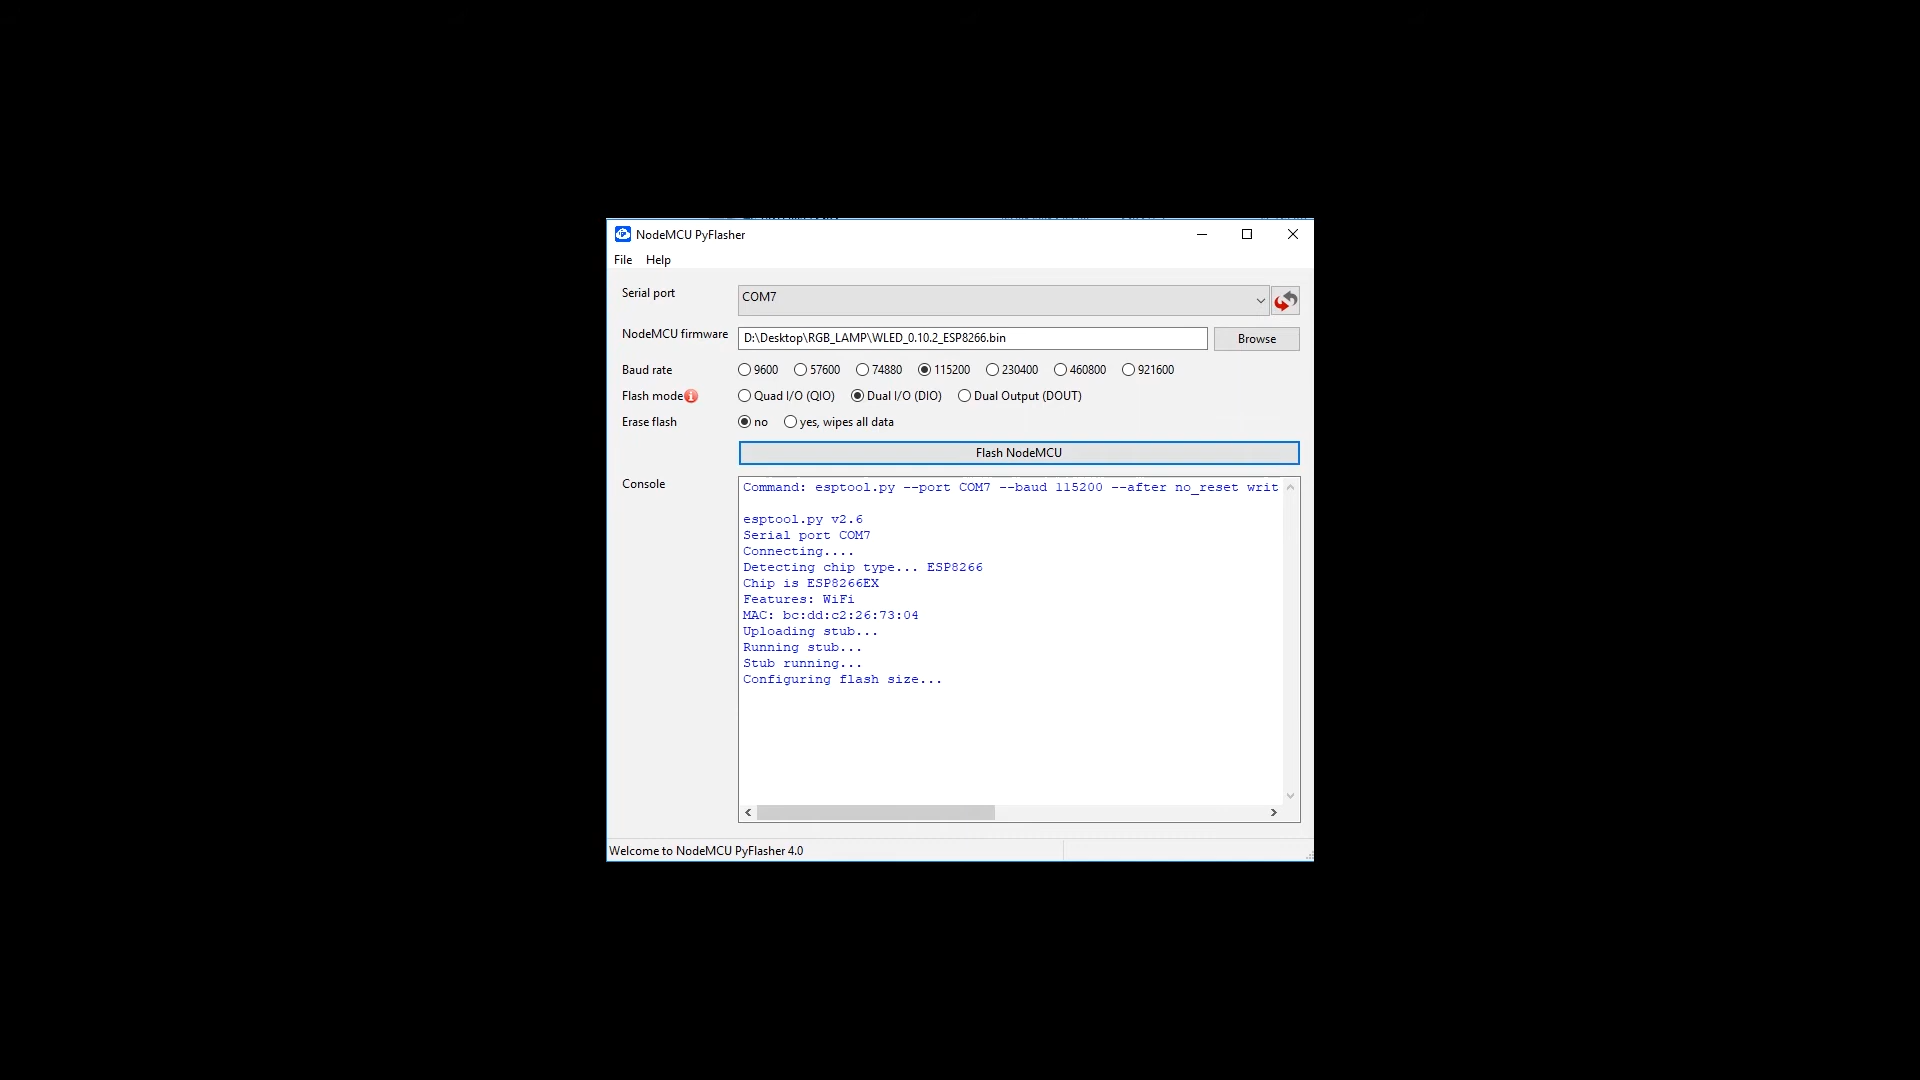 NodeMCU PyFlasher
File Help
Serial port COM7
NodeMCU firmware D:\Desktop\RGB_LAMP\WLED_0.10.2_ESP8266.bin Browse
Baud rate 9600 57600 74880 115200 230400 460800 921600
Flash mode Quad I/O (QIO) Dual I/O (DIO) Dual Output (DOUT)
Erase flash no yes, wipes all data
Flash NodeMCU
Console
Command: esptool.py --port COM7 --baud 115200 --after no_reset writ
esptool.py v2.6
Serial port COM7
Connecting....
Detecting chip type... ESP8266
Chip is ESP8266EX
Features: WiFi
MAC: bc:dd:c2:26:73:04
Uploading stub...
Running stub...
Stub running...
Configuring flash size...
Welcome to NodeMCU PyFlasher 4.0